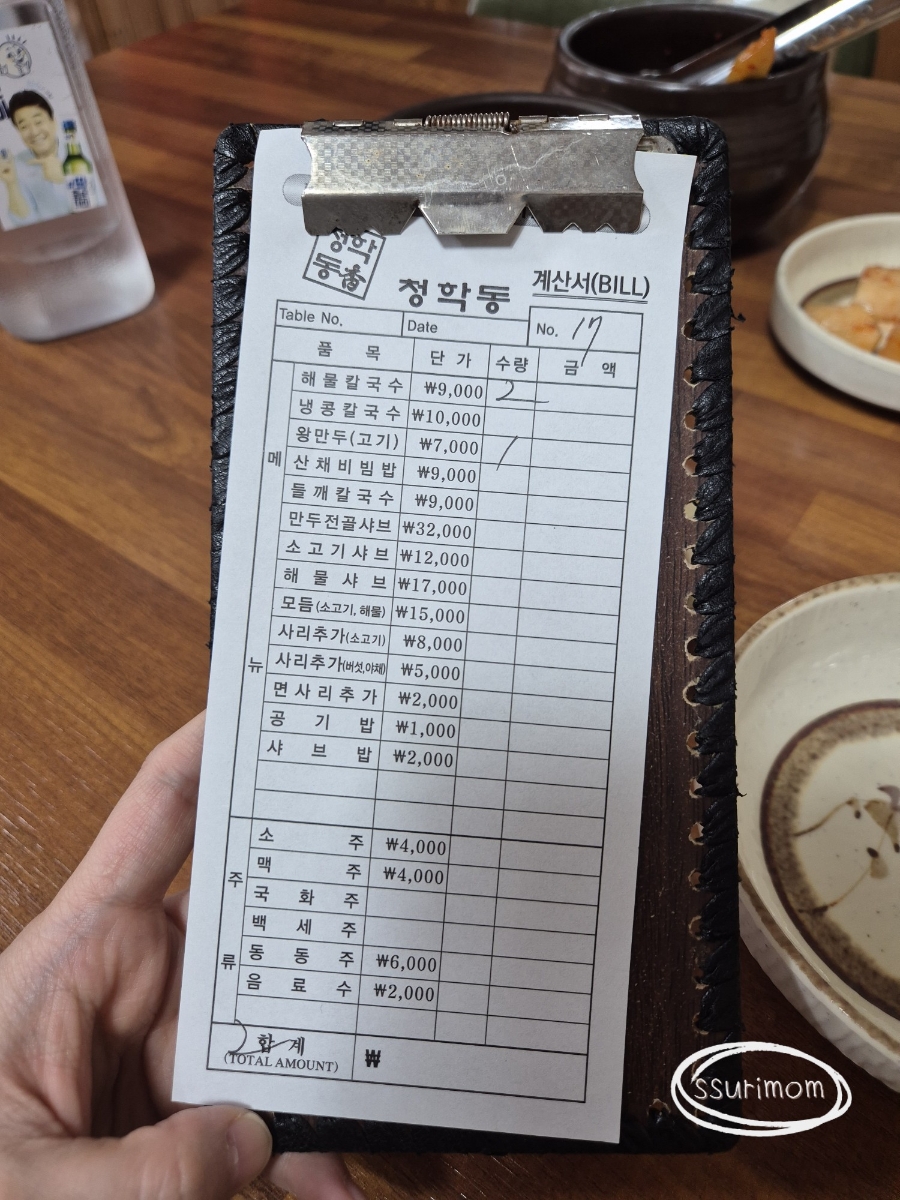 청학
동
청학동 계산서(BILL)
Table No. Date No. 17
품 목 단가 수량 금 액
메뉴
해물칼국수 ₩9,000 2
냉콩칼국수 ₩10,000
왕만두(고기) ₩7,000 1
산채비빔밥 ₩9,000
들깨칼국수 ₩9,000
만두전골샤브 ₩32,000
소고기샤브 ₩12,000
해물샤브 ₩17,000
모듬(소고기, 해물) ₩15,000
사리추가(소고기) ₩8,000
사리추가(버섯,야채) ₩5,000
면사리추가 ₩2,000
공기밥 ₩1,000
샤브밥 ₩2,000
주류
소주 ₩4,000
맥주 ₩4,000
국화주
백세주
동동주 ₩6,000
음료수 ₩2,000
2 합계 ₩
(TOTAL AMOUNT)
ssurimom